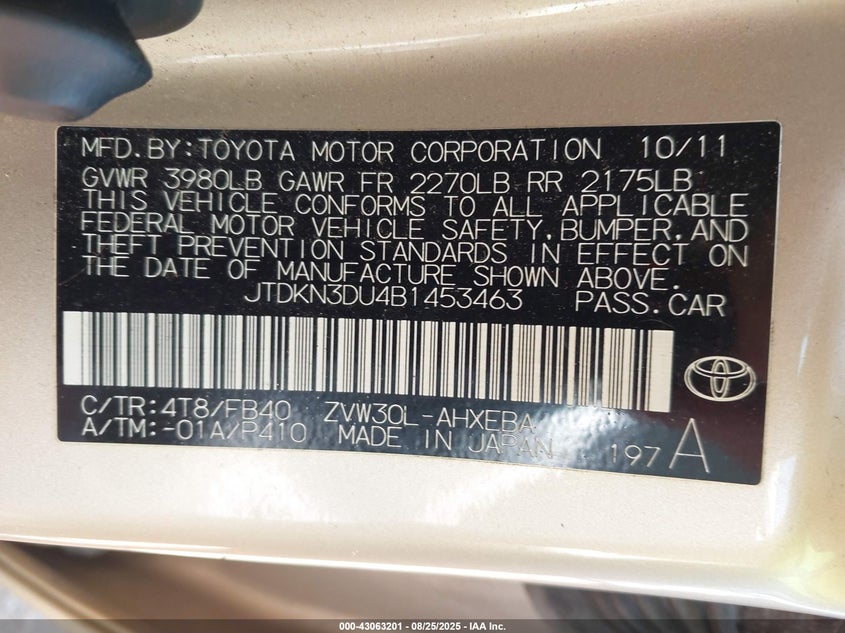 MFD.BY:TOYOTA MOTOR CORPORATION 10/11
GVWR 3980LB GAWR FR 2270LB RR 2175LB
THIS VEHICLE CONFORMS TO ALL APPLICABLE
FEDERAL MOTOR VEHICLE SAFETY,BUMPER,AND
THEFT PREVENTION STANDARDS IN EFFECT ON
THE DATE OF MANUFACTURE SHOWN ABOVE.
JTDKN3DU4B1453463 PASS.CAR
C/TR:4T8/FB40 ZVW30L-AHXEBA
A/TM:-01A/P410 MADE IN JAPAN 197A
000-43063201 - 08/25/2025 - IAA Inc.